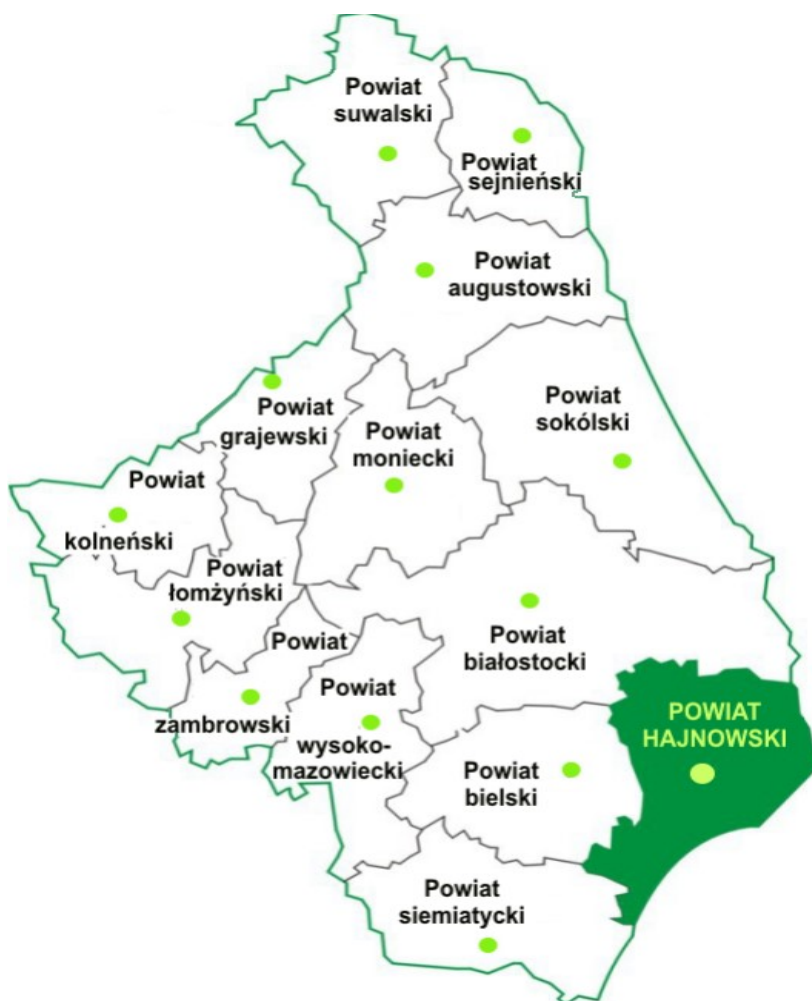 Powiat
suwalski
Powiat
sejnieński
Powiat
augustowski
Powiat
grajewski
Powiat
moniecki
Powiat
sokólski
Powiat
kolneński
Powiat
łomżyński
Powiat
zambrowski
Powiat
wysoko-
mazowiecki
Powiat
białostocki
POWIAT
HAJNOWSKI
Powiat
bielski
Powiat
siemiatycki